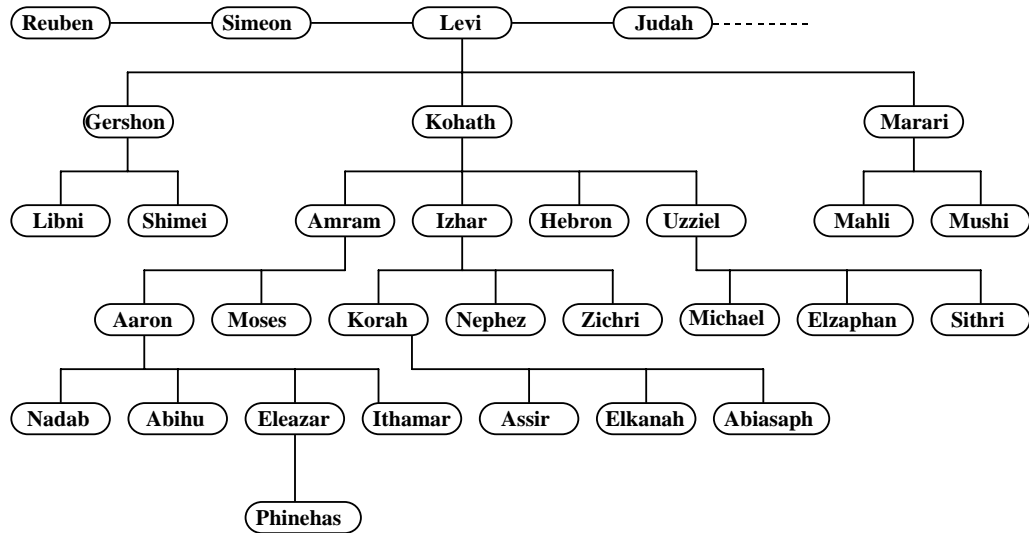 Reuben Simeon Levi Judah
Gershon Kohath Marari
Libni Shimei Amram Izhar Hebron Uzziel Mahli Mushi
Aaron Moses Korah Nephez Zichri Michael Elzaphan Sithri
Nadab Abihu Eleazar Ithamar Assir Elkanah Abiasaph
Phinehas